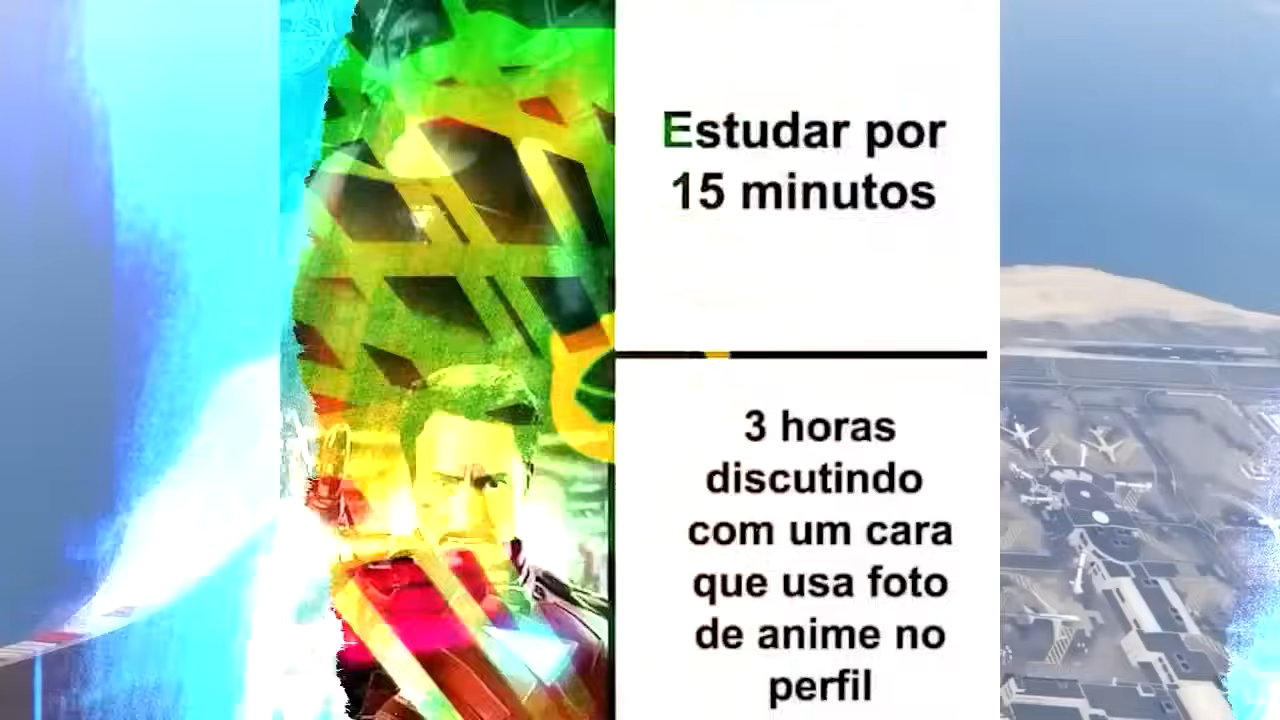 Estudar por
15 minutos
3 horas
discutindo
com um cara
que usa foto
de anime no
perfil